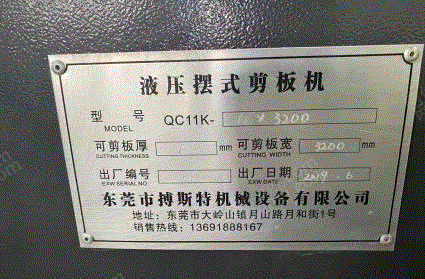 液压摆式剪板机
型 号 QC11K- × 3200
MODEL
可剪板厚 mm 可剪板宽 3200 mm
CUTTING THICKNESS CUTTING WIDTH
出厂编号 出厂日期 2019.6
EXW SERIAL NO EXW DATE
东莞市搏斯特机械设备有限公司
地址：东莞市大岭山镇月山路月和街1号
销售热线：13691888167